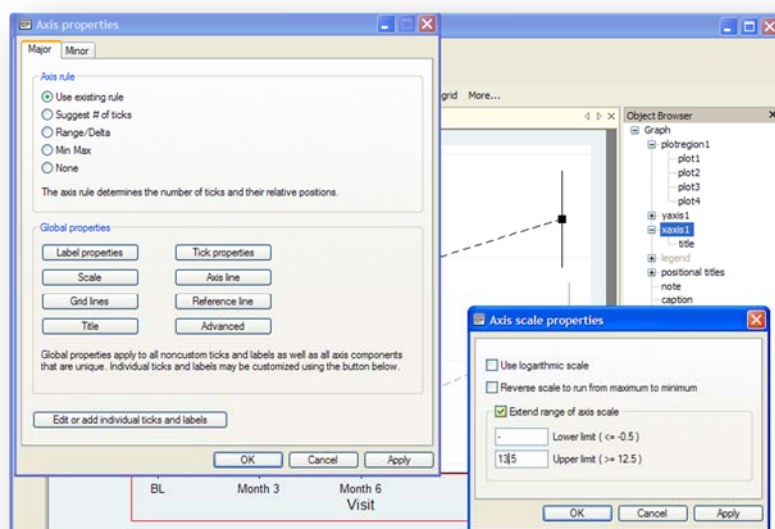 Axis properties
Major Minor
Axis rule
Use existing rule
Suggest # of ticks
Range/Delta
Min Max
None
The axis rule determines the number of ticks and their relative positions.
Global properties
Label properties Tick properties
Scale Axis line
Grid lines Reference line
Title Advanced
Global properties apply to all noncustom ticks and labels as well as all axis components
that are unique. Individual ticks and labels may be customized using the button below.
Edit or add individual ticks and labels
OK Cancel Apply
grid More...
Object Browser
Graph
plotregion1
plot1
plot2
plot3
plot4
yaxis1
xaxis1
title
legend
positional titles
note
caption
Axis scale properties
Use logarithmic scale
Reverse scale to run from maximum to minimum
Extend range of axis scale
- Lower limit ( <= -0.5 )
13.5 Upper limit ( >= 12.5 )
OK Cancel Apply
BL Month 3 Month 6
Visit